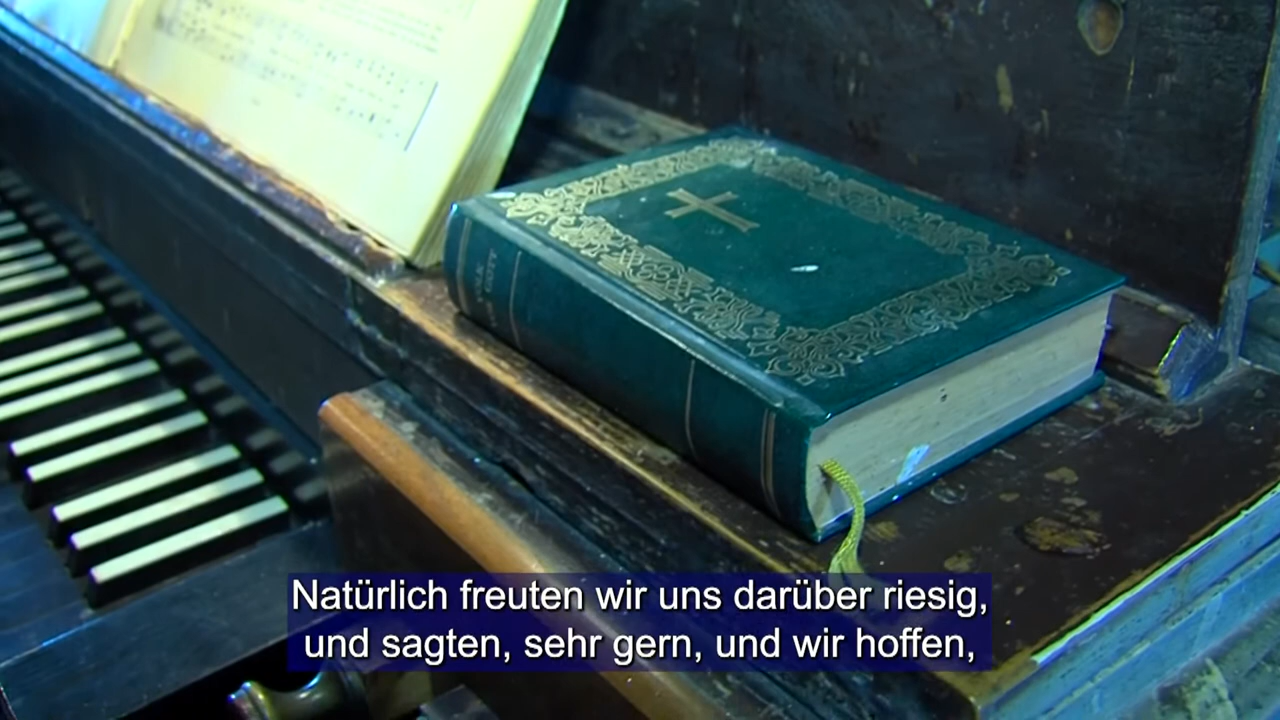 Natürlich freuten wir uns darüber riesig,
und sagten, sehr gern, und wir hoffen,